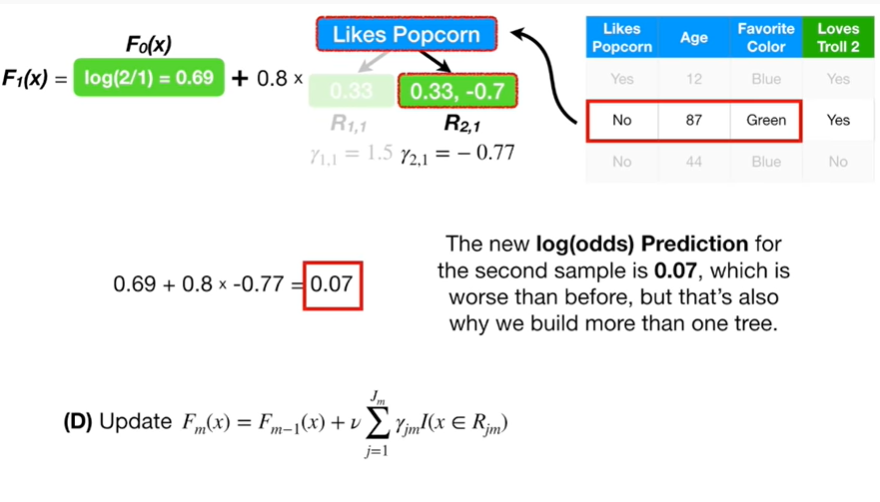 F₀(x)
Likes Popcorn
F₁(x) = log(2/1) = 0.69 + 0.8 × 0.33 0.33, -0.7
R₁,₁ R₂,₁
γ₁,₁ = 1.5 γ₂,₁ = − 0.77
Likes Popcorn Age Favorite Color Loves Troll 2
Yes 12 Blue Yes
No 87 Green Yes
No 44 Blue No
0.69 + 0.8 × -0.77 = 0.07
The new log(odds) Prediction for
the second sample is 0.07, which is
worse than before, but that's also
why we build more than one tree.
(D) Update Fₘ(x) = Fₘ₋₁(x) + ν ∑_{j=1}^{Jₘ} γⱼₘI(x ∈ Rⱼₘ)